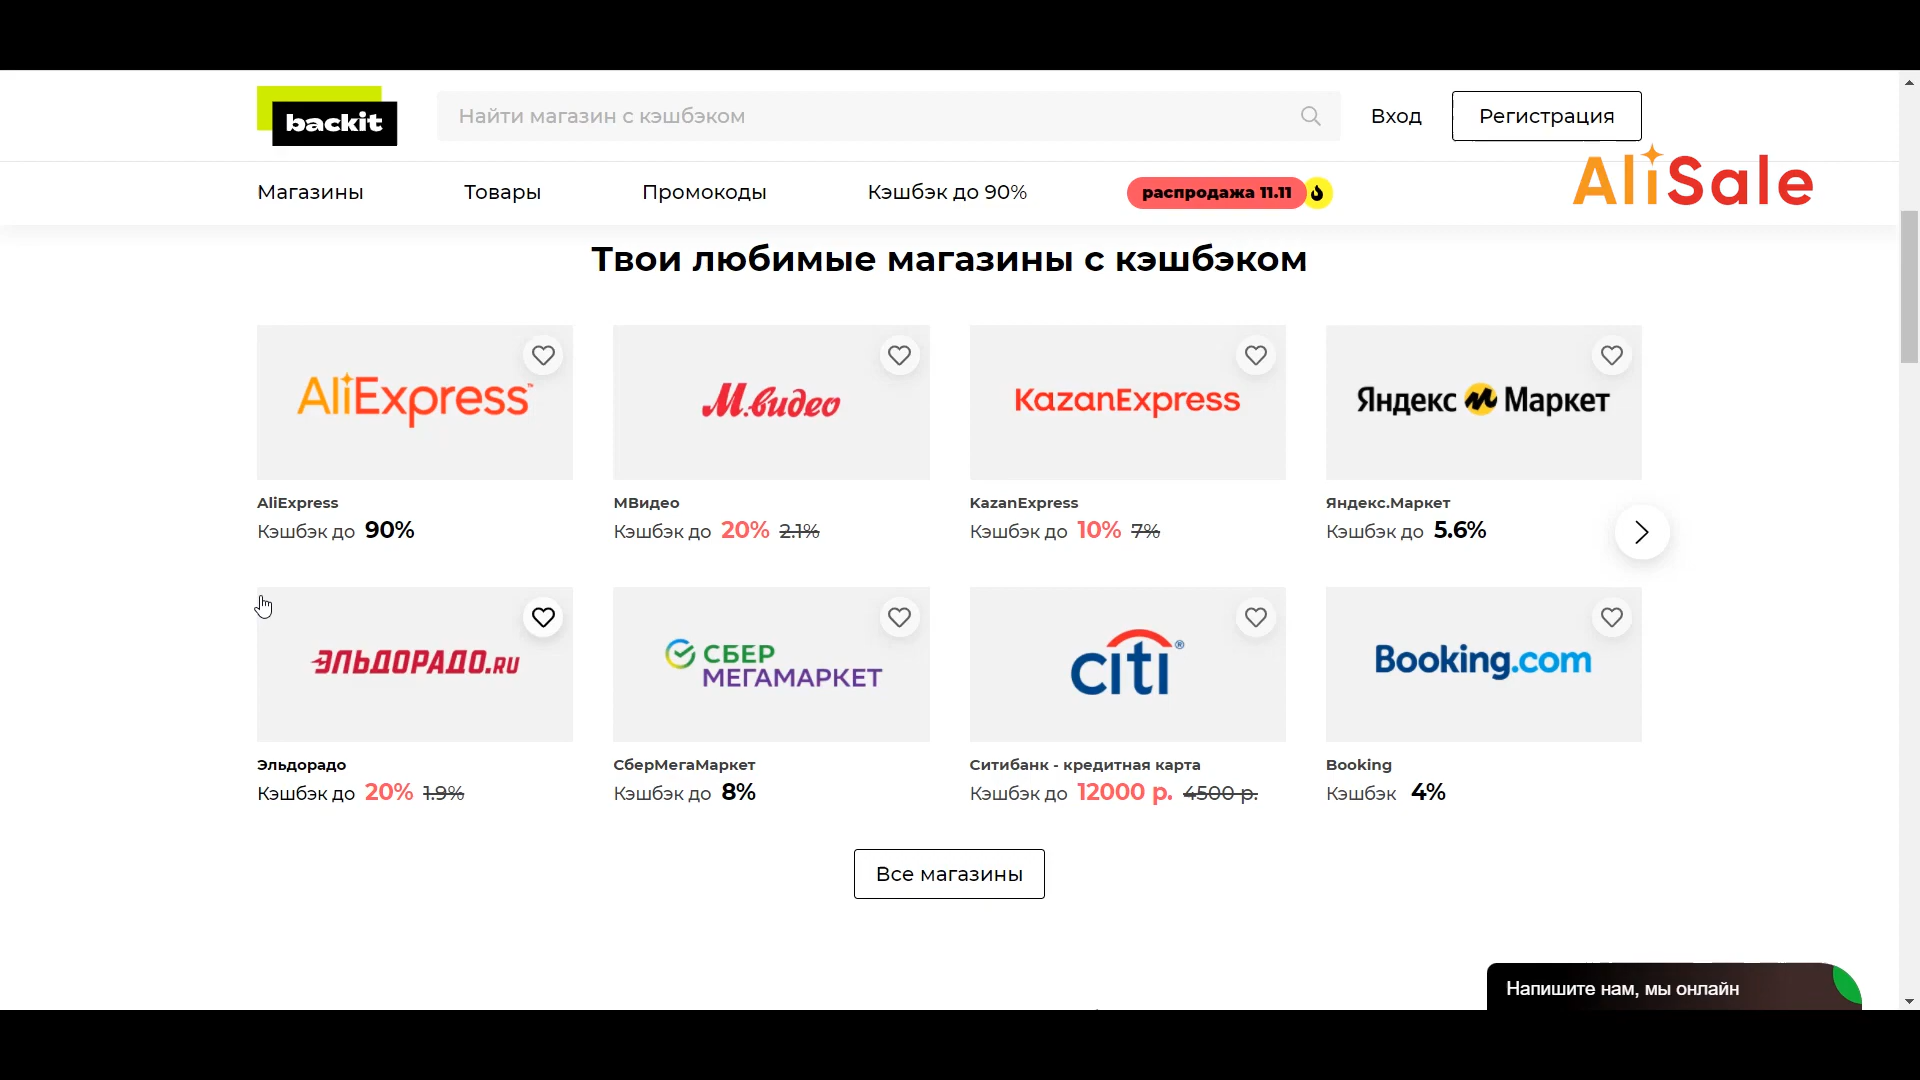 backit
Найти магазин с кэшбэком
Вход
Регистрация
AliSale
Магазины
Товары
Промокоды
Кэшбэк до 90%
распродажа 11.11
Твои любимые магазины с кэшбэком
AliExpress™
М.видео
KazanExpress
Яндекс Маркет
AliExpress
МВидео
KazanExpress
Яндекс.Маркет
Кэшбэк до 90%
Кэшбэк до 20% 2.1%
Кэшбэк до 10% 7%
Кэшбэк до 5.6%
ЭЛЬДОРАДО.RU
СБЕР
МЕГАМАРКЕТ
citi®
Booking.com
Эльдорадо
СберМегаМаркет
Ситибанк - кредитная карта
Booking
Кэшбэк до 20% 1.9%
Кэшбэк до 8%
Кэшбэк до 12000 р. 4500 р.
Кэшбэк 4%
Все магазины
Напишите нам, мы онлайн